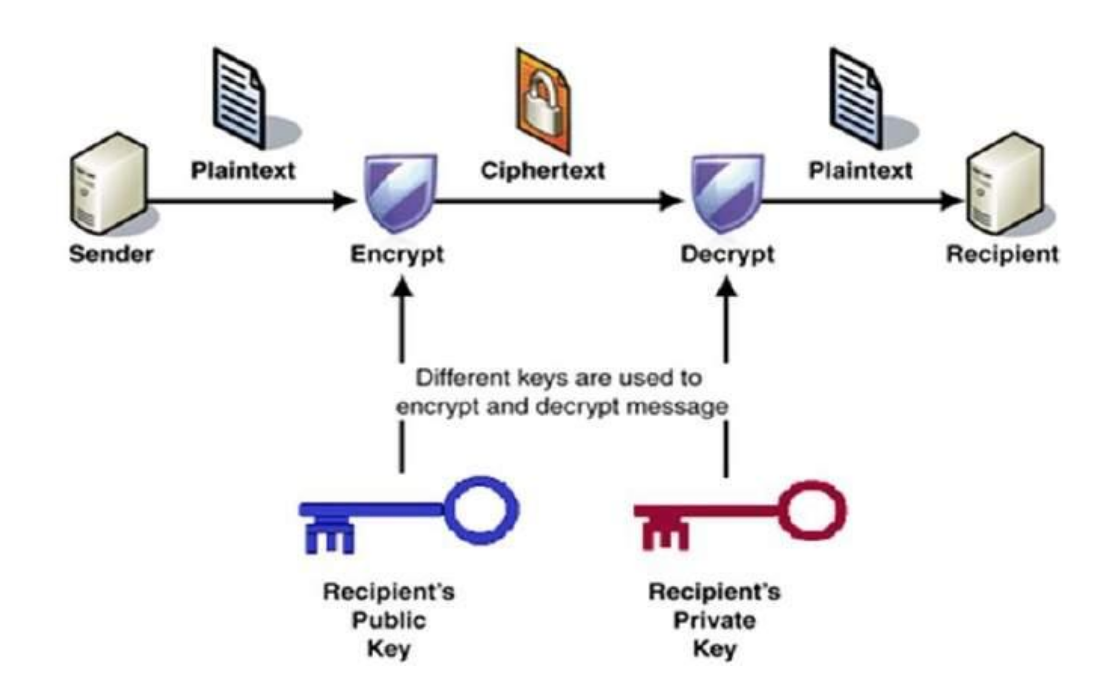 Plaintext
Ciphertext
Plaintext
Sender
Encrypt
Decrypt
Recipient
Different keys are used to
encrypt and decrypt message
Recipient's
Public
Key
Recipient's
Private
Key